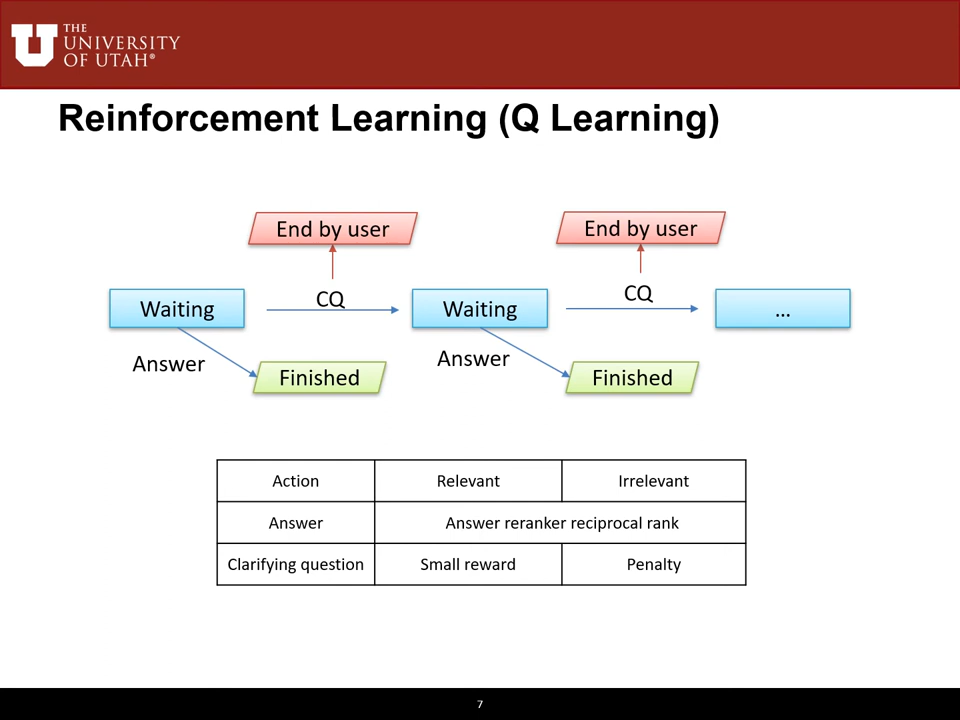 THE
UNIVERSITY
OF UTAH®
Reinforcement Learning (Q Learning)
End by user
End by user
Waiting
CQ
Waiting
CQ
...
Answer
Finished
Answer
Finished
Action Relevant Irrelevant
Answer Answer reranker reciprocal rank
Clarifying question Small reward Penalty
7